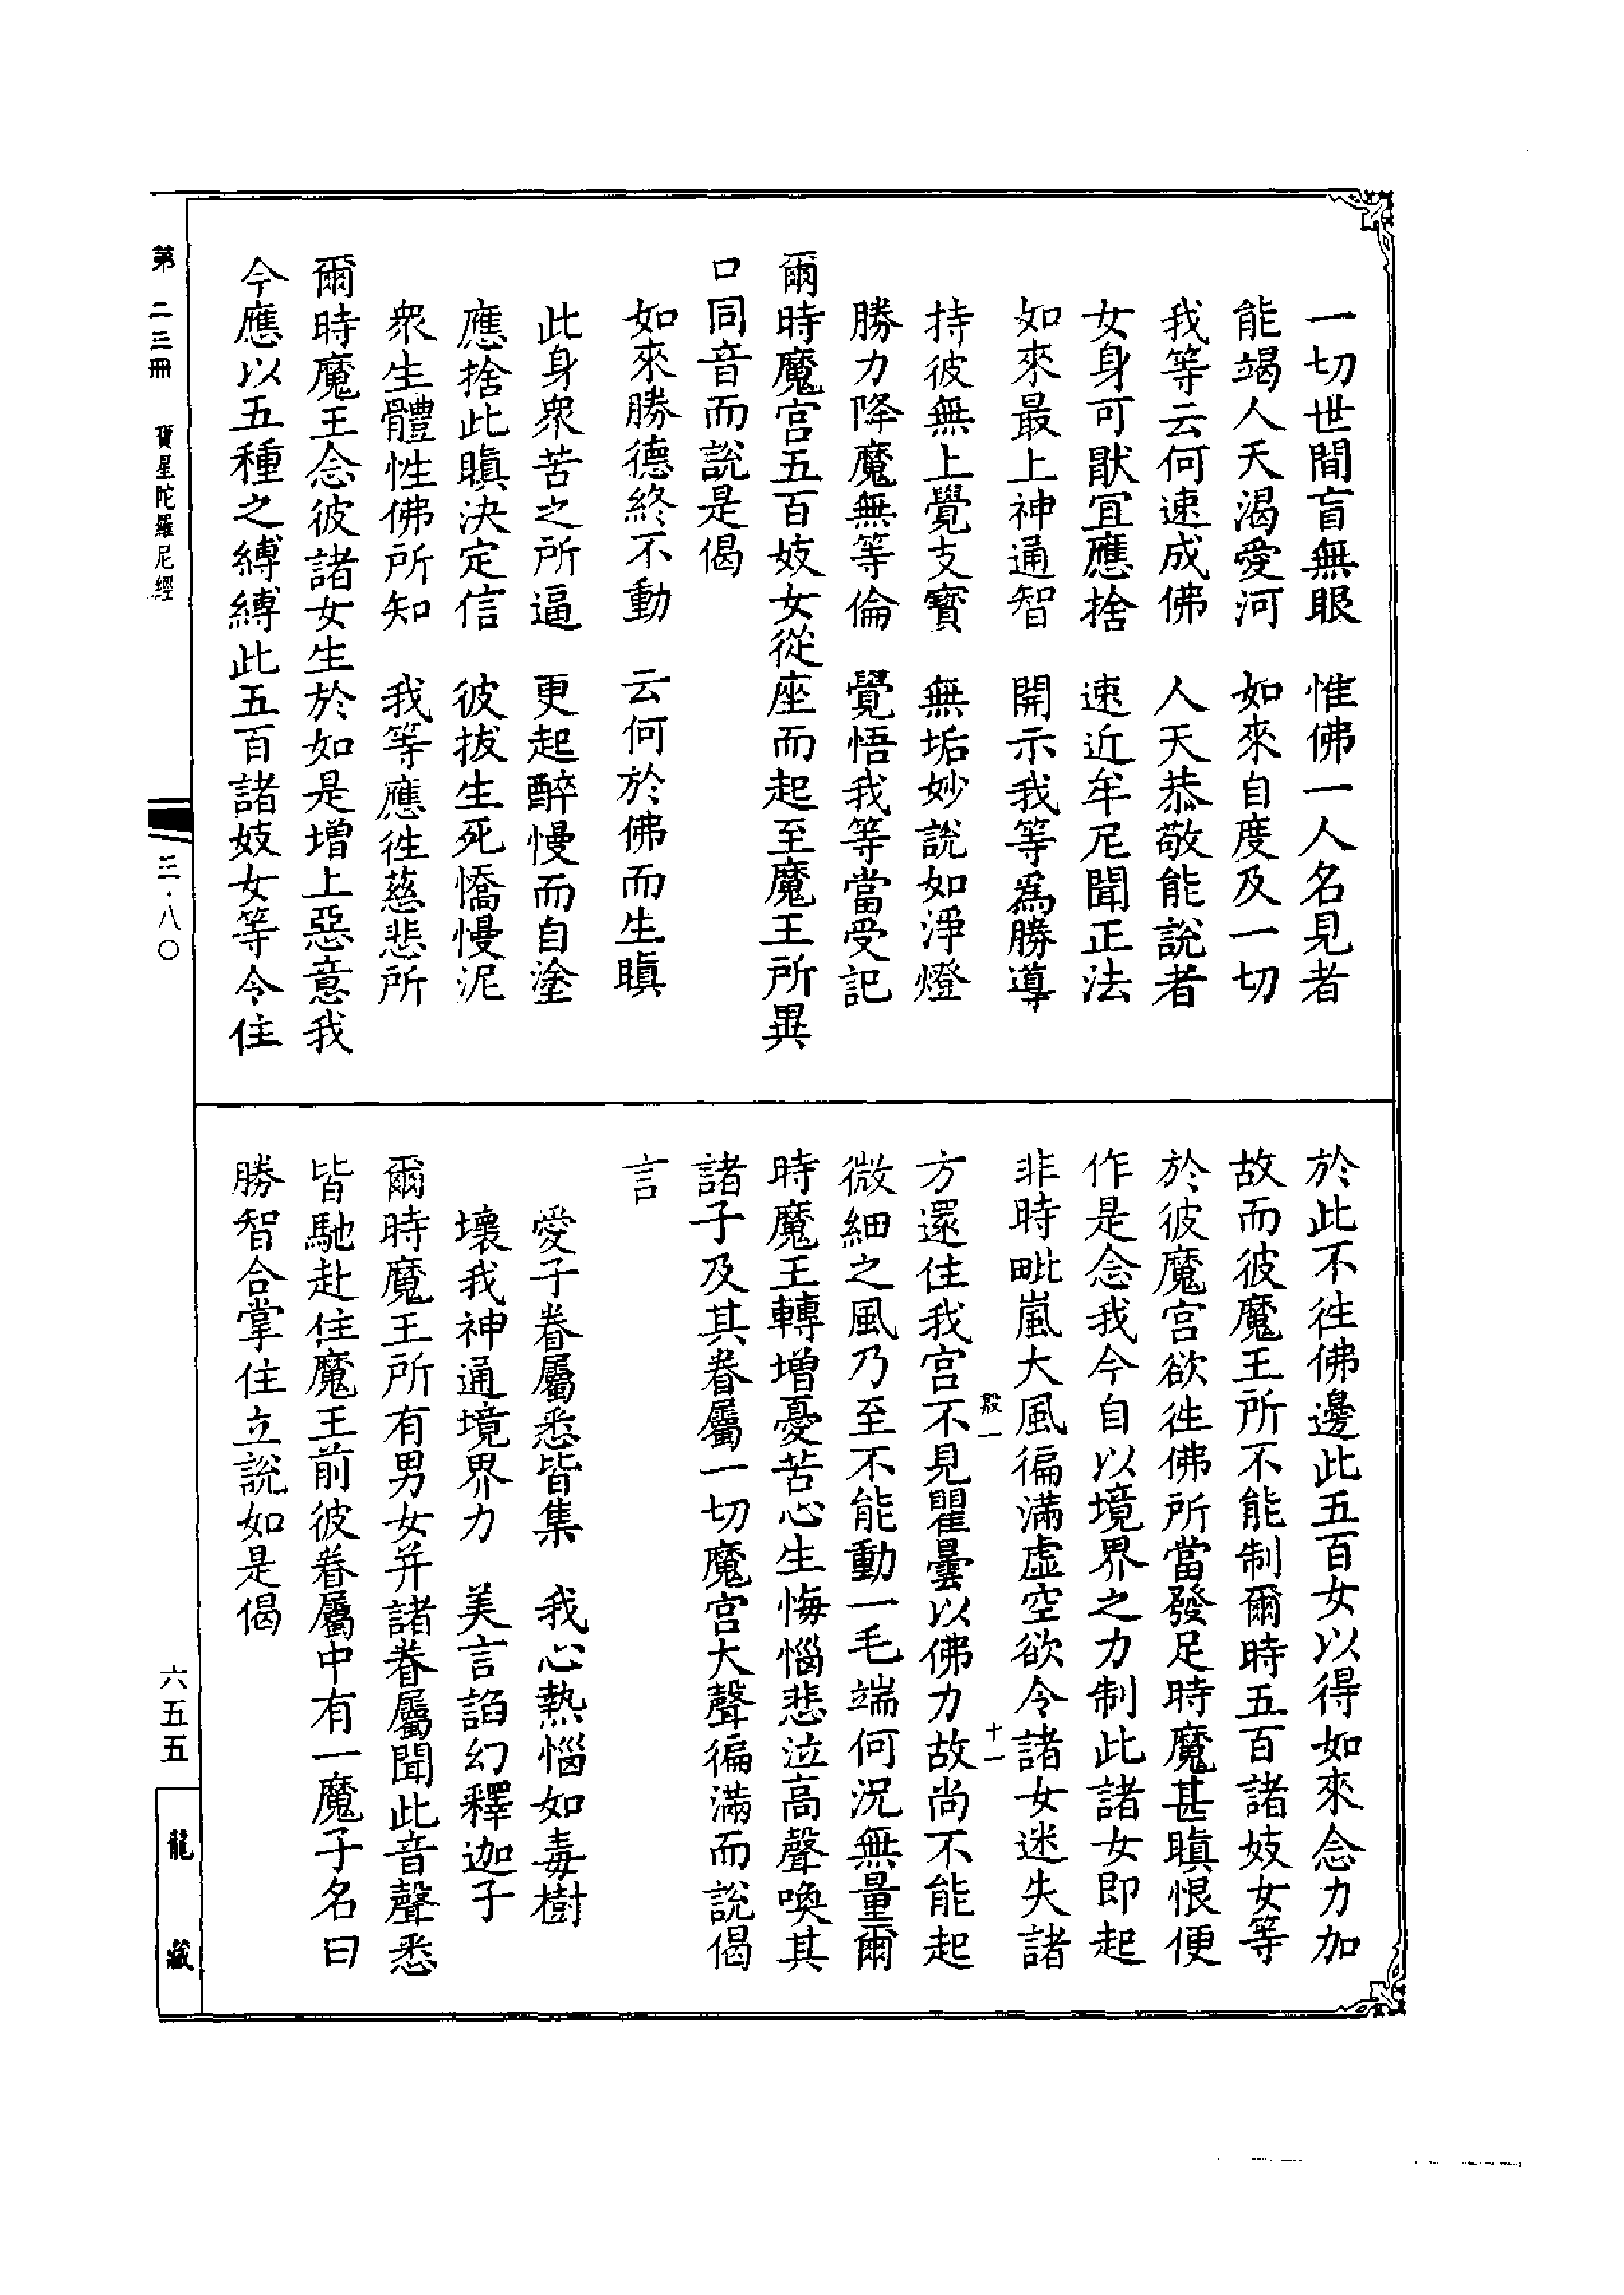 一切世間盲無眼　惟佛一人名見者
能竭人天渴愛河　如來自度及一切
我等云何速成佛　人天恭敬能說者
女身可猒宜應捨　速近牟尼聞正法
如來最上神通智　開示我等為勝導
持彼無上覺支寶　無垢妙說如淨燈
勝力降魔無等倫　覺悟我等當受記
爾時魔宮五百妓女從座而起至魔王所異
口同音而說是偈
如來勝德終不動　云何於佛而生瞋
此身衆苦之所逼　更起醉慢而自塗
應捨此瞋決定信　彼拔生死憍慢泥
衆生體性佛所知　我等應徃慈悲所
爾時魔王念彼諸女生於如是增上惡意我
今應以五種之縛縛此五百諸妓女等令住
於此不徃佛邊此五百女以得如來念力加
故而彼魔王所不能制爾時五百諸妓女等
於彼魔宮欲徃佛所當發足時魔甚瞋恨便
作是念我今自以境界之力制此諸女即起
非時毗嵐大風徧滿虛空欲令諸女迷失諸
殷一　十一
方還住我宮不見瞿曇以佛力故尚不能起
微細之風乃至不能動一毛端何況無量爾
時魔王轉增憂苦心生悔惱悲泣高聲喚其
諸子及其眷屬一切魔宮大聲徧滿而說偈
言
愛子眷屬悉皆集　我心熱惱如毒樹
壞我神通境界力　美言諂幻釋迦子
爾時魔王所有男女并諸眷屬聞此音聲悉
皆馳赴住魔王前彼眷屬中有一魔子名曰
勝智合掌住立說如是偈
第二三冊　寶星陀羅尼經　三·八〇
六五五
龍藏